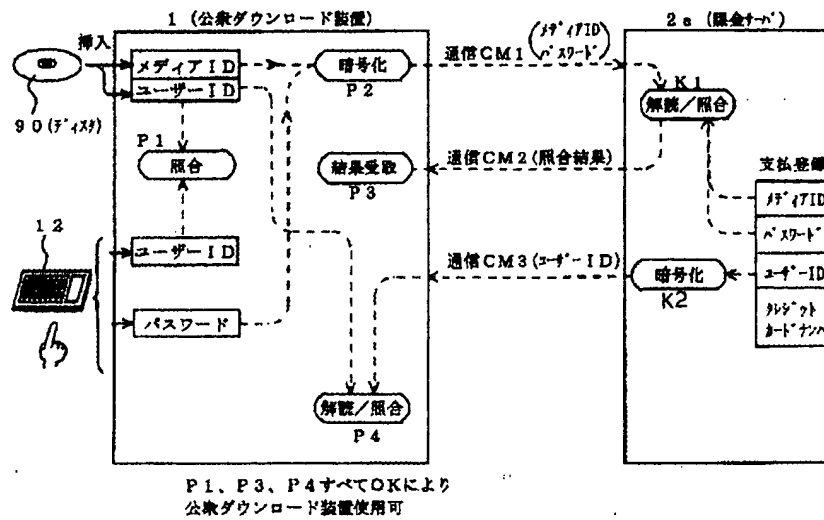 1 (公衆ダウンロード装置)
2a (課金サーバ)
挿入
メディアID
ユーザーID
暗号化
P2
通信CM1(メディアID
パスワード)
K1
解読/照合
90(ディスク)
P1
照合
結果受取
P3
通信CM2(照合結果)
支払登録
メディアID
パスワード
ユーザーID
クレジット
カードナンバ
12
ユーザーID
通信CM3(ユーザーID)
暗号化
K2
パスワード
解読/照合
P4
P1、P3、P4すべてOKにより
公衆ダウンロード装置使用可